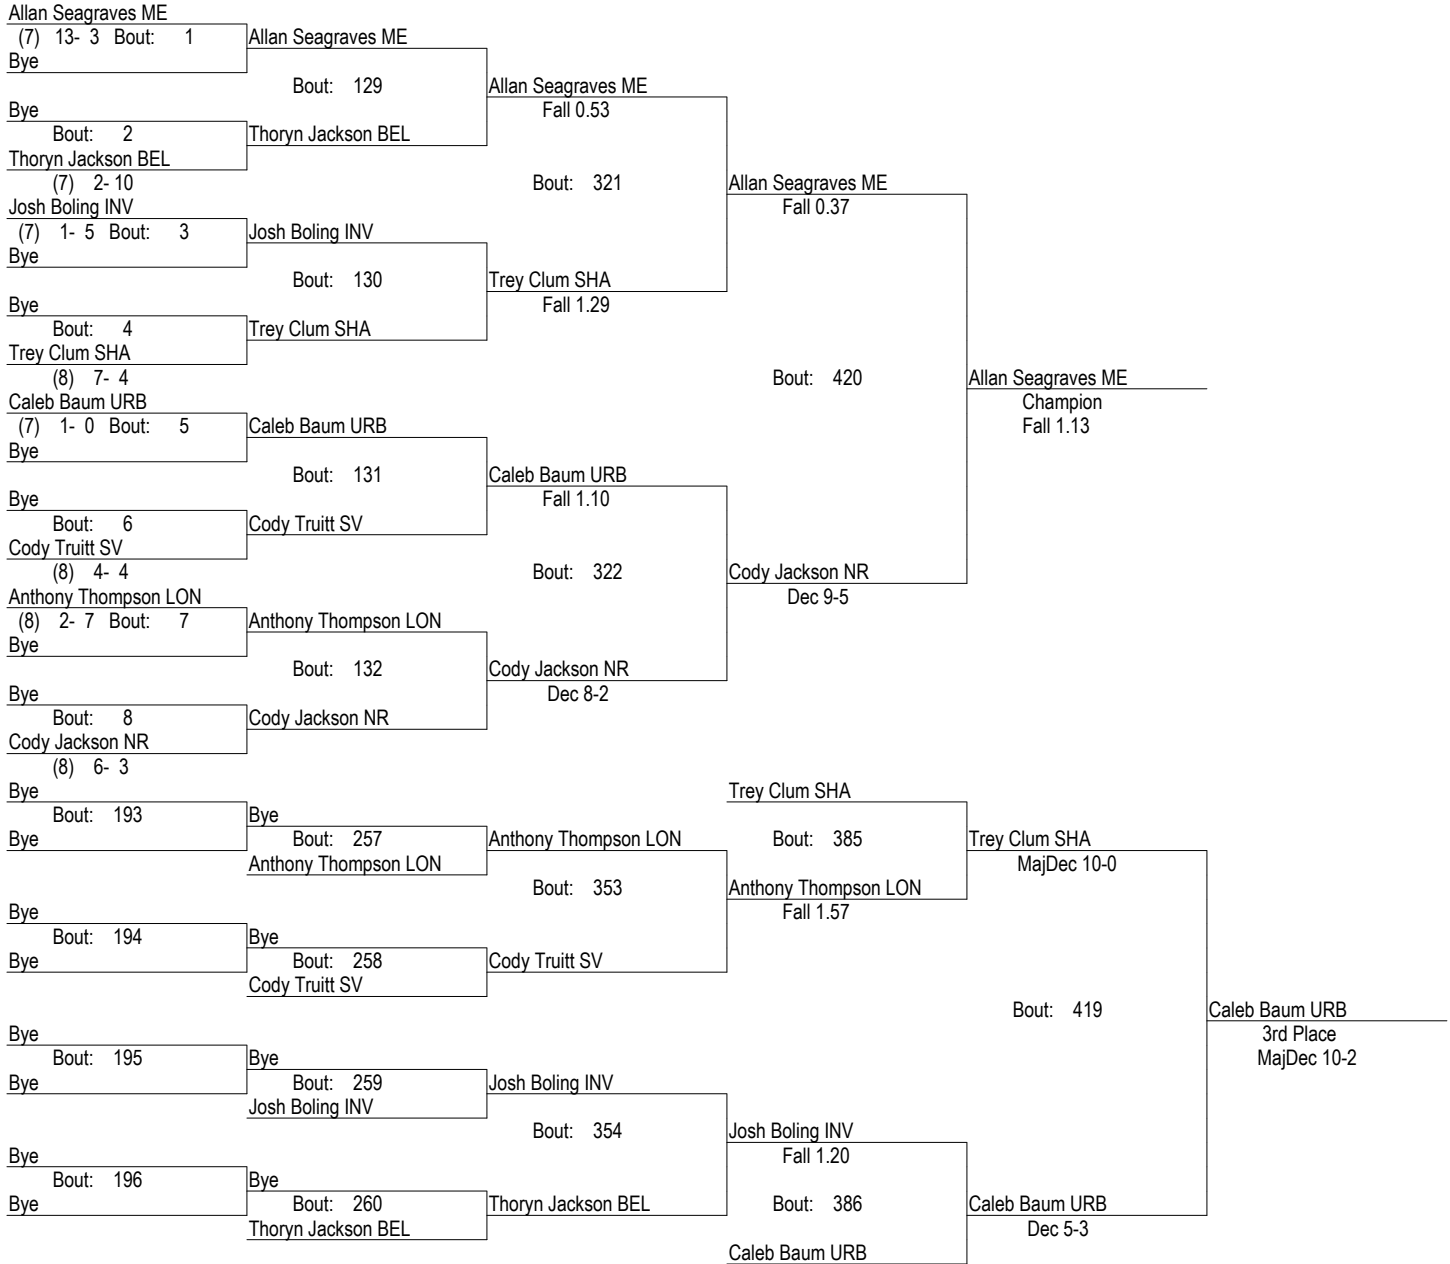 Allan Seagraves ME
(7) 13- 3 Bout: 1 Allan Seagraves ME
Bye
Bout: 129 Allan Seagraves ME
Bye Fall 0.53
Bout: 2 Thoryn Jackson BEL
Thoryn Jackson BEL
(7) 2- 10 Bout: 321 Allan Seagraves ME
Josh Boling INV Fall 0.37
(7) 1- 5 Bout: 3 Josh Boling INV
Bye
Bout: 130 Trey Clum SHA
Bye Fall 1.29
Bout: 4 Trey Clum SHA
Trey Clum SHA
(8) 7- 4 Bout: 420 Allan Seagraves ME
Caleb Baum URB Champion
(7) 1- 0 Bout: 5 Caleb Baum URB Fall 1.13
Bye
Bout: 131 Caleb Baum URB
Bye Fall 1.10
Bout: 6 Cody Truitt SV
Cody Truitt SV
(8) 4- 4 Bout: 322 Cody Jackson NR
Anthony Thompson LON Dec 9-5
(8) 2- 7 Bout: 7 Anthony Thompson LON
Bye
Bout: 132 Cody Jackson NR
Bye Dec 8-2
Bout: 8 Cody Jackson NR
Cody Jackson NR
(8) 6- 3
Bye Trey Clum SHA
Bout: 193 Bye
Bye Bout: 257 Anthony Thompson LON Bout: 385 Trey Clum SHA
Anthony Thompson LON MajDec 10-0
Bout: 353 Anthony Thompson LON
Bye Fall 1.57
Bout: 194 Bye
Bye Bout: 258 Cody Truitt SV
Cody Truitt SV
Bout: 419 Caleb Baum URB
Bye 3rd Place
Bout: 195 Bye MajDec 10-2
Bye Bout: 259 Josh Boling INV
Josh Boling INV
Bout: 354 Josh Boling INV
Bye Fall 1.20
Bout: 196 Bye
Bye Bout: 260 Thoryn Jackson BEL Bout: 386 Caleb Baum URB
Thoryn Jackson BEL Dec 5-3
Caleb Baum URB